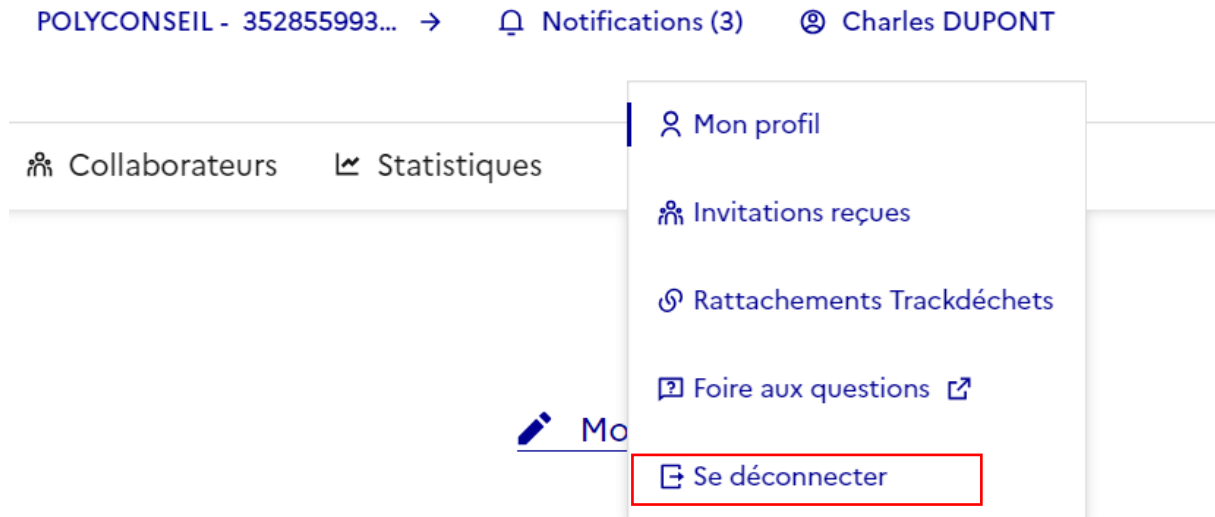 POLYCONSEIL - 352855993... → Notifications (3) Charles DUPONT
Mon profil
Collaborateurs Statistiques
Invitations reçues
Rattachements Trackdéchets
Foire aux questions
Mo
Se déconnecter